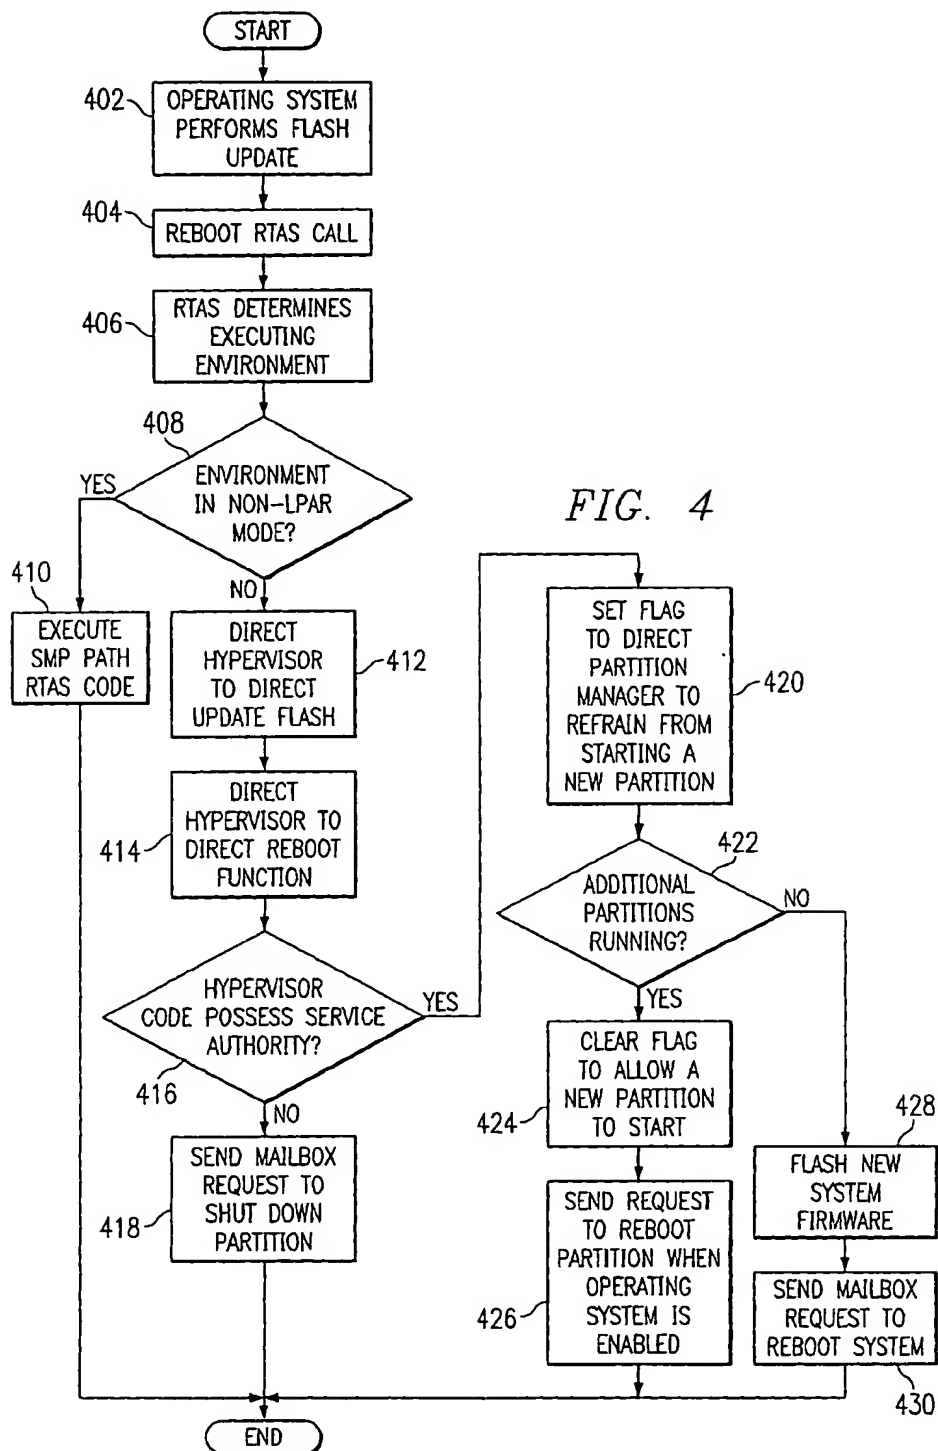 START
402
OPERATING SYSTEM
PERFORMS FLASH
UPDATE
404
REBOOT RTAS CALL
406
RTAS DETERMINES
EXECUTING
ENVIRONMENT
408
ENVIRONMENT
IN NON-LPAR
MODE?
YES
NO
410
EXECUTE
SMP PATH
RTAS CODE
DIRECT
HYPERVISOR
TO DIRECT
UPDATE FLASH
412
DIRECT
HYPERVISOR TO
DIRECT REBOOT
FUNCTION
414
HYPERVISOR
CODE POSSESS SERVICE
AUTHORITY?
416
YES
NO
SEND MAILBOX
REQUEST TO
SHUT DOWN
PARTITION
418
FIG. 4
SET FLAG
TO DIRECT
PARTITION
MANAGER TO
REFRAIN FROM
STARTING A
NEW PARTITION
420
422
ADDITIONAL
PARTITIONS
RUNNING?
NO
YES
CLEAR FLAG
TO ALLOW A
NEW PARTITION
TO START
424
SEND REQUEST
TO REBOOT
PARTITION WHEN
OPERATING
SYSTEM IS
ENABLED
426
428
FLASH NEW
SYSTEM
FIRMWARE
SEND MAILBOX
REQUEST TO
REBOOT SYSTEM
430
END